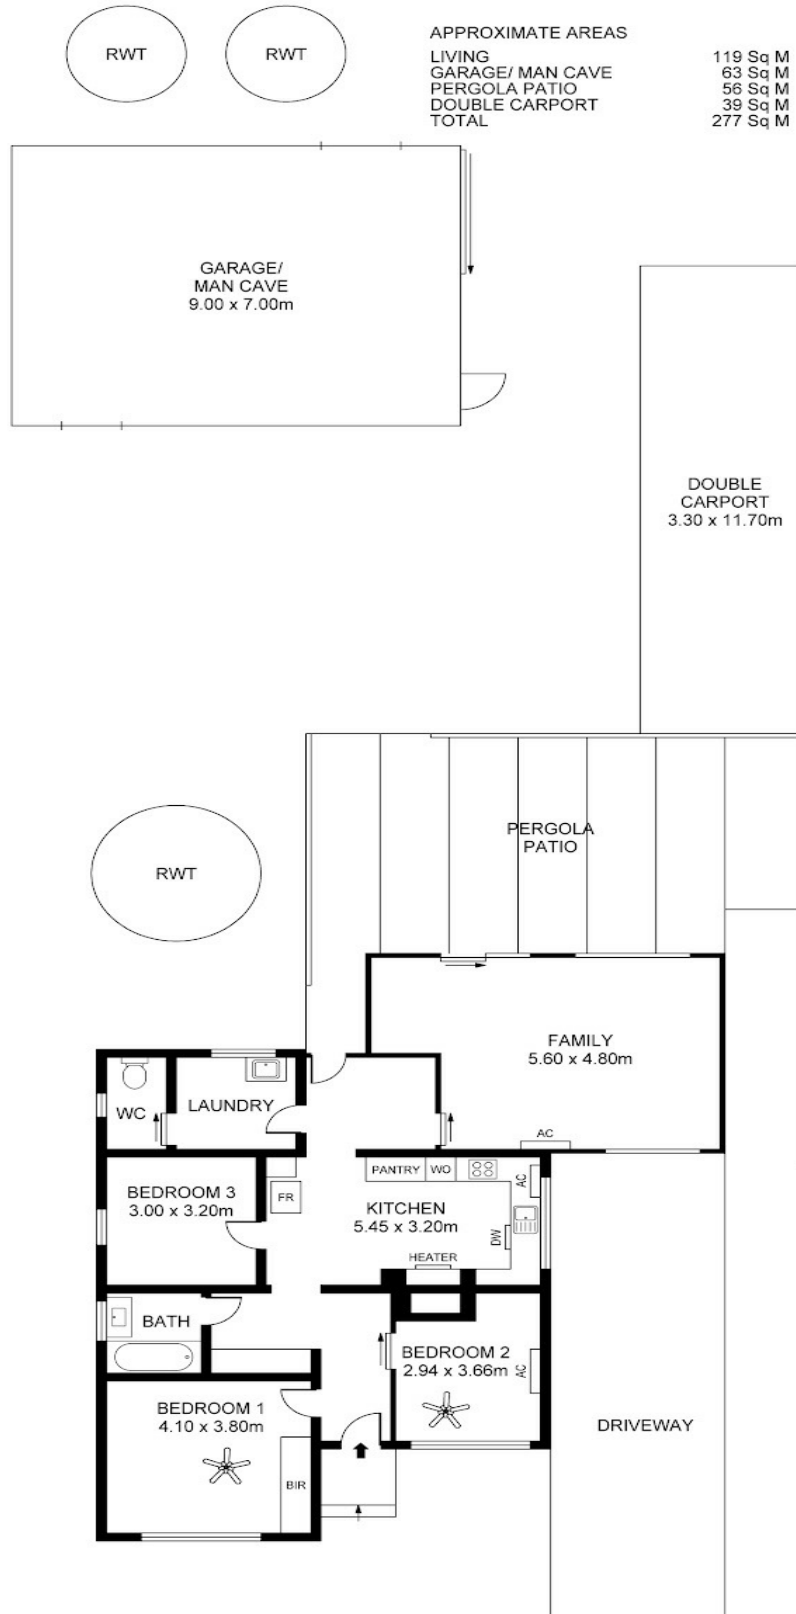 RWT
RWT
APPROXIMATE AREAS
LIVING 119 Sq M
GARAGE/ MAN CAVE 63 Sq M
PERGOLA PATIO 56 Sq M
DOUBLE CARPORT 39 Sq M
TOTAL 277 Sq M
GARAGE/
MAN CAVE
9.00 x 7.00m
DOUBLE
CARPORT
3.30 x 11.70m
PERGOLA
PATIO
RWT
FAMILY
5.60 x 4.80m
AC
WC
LAUNDRY
BEDROOM 3
3.00 x 3.20m
FR
PANTRY
WO
AC
KITCHEN
5.45 x 3.20m
DW
HEATER
BATH
BEDROOM 2
2.94 x 3.66m
AC
BEDROOM 1
4.10 x 3.80m
BIR
DRIVEWAY